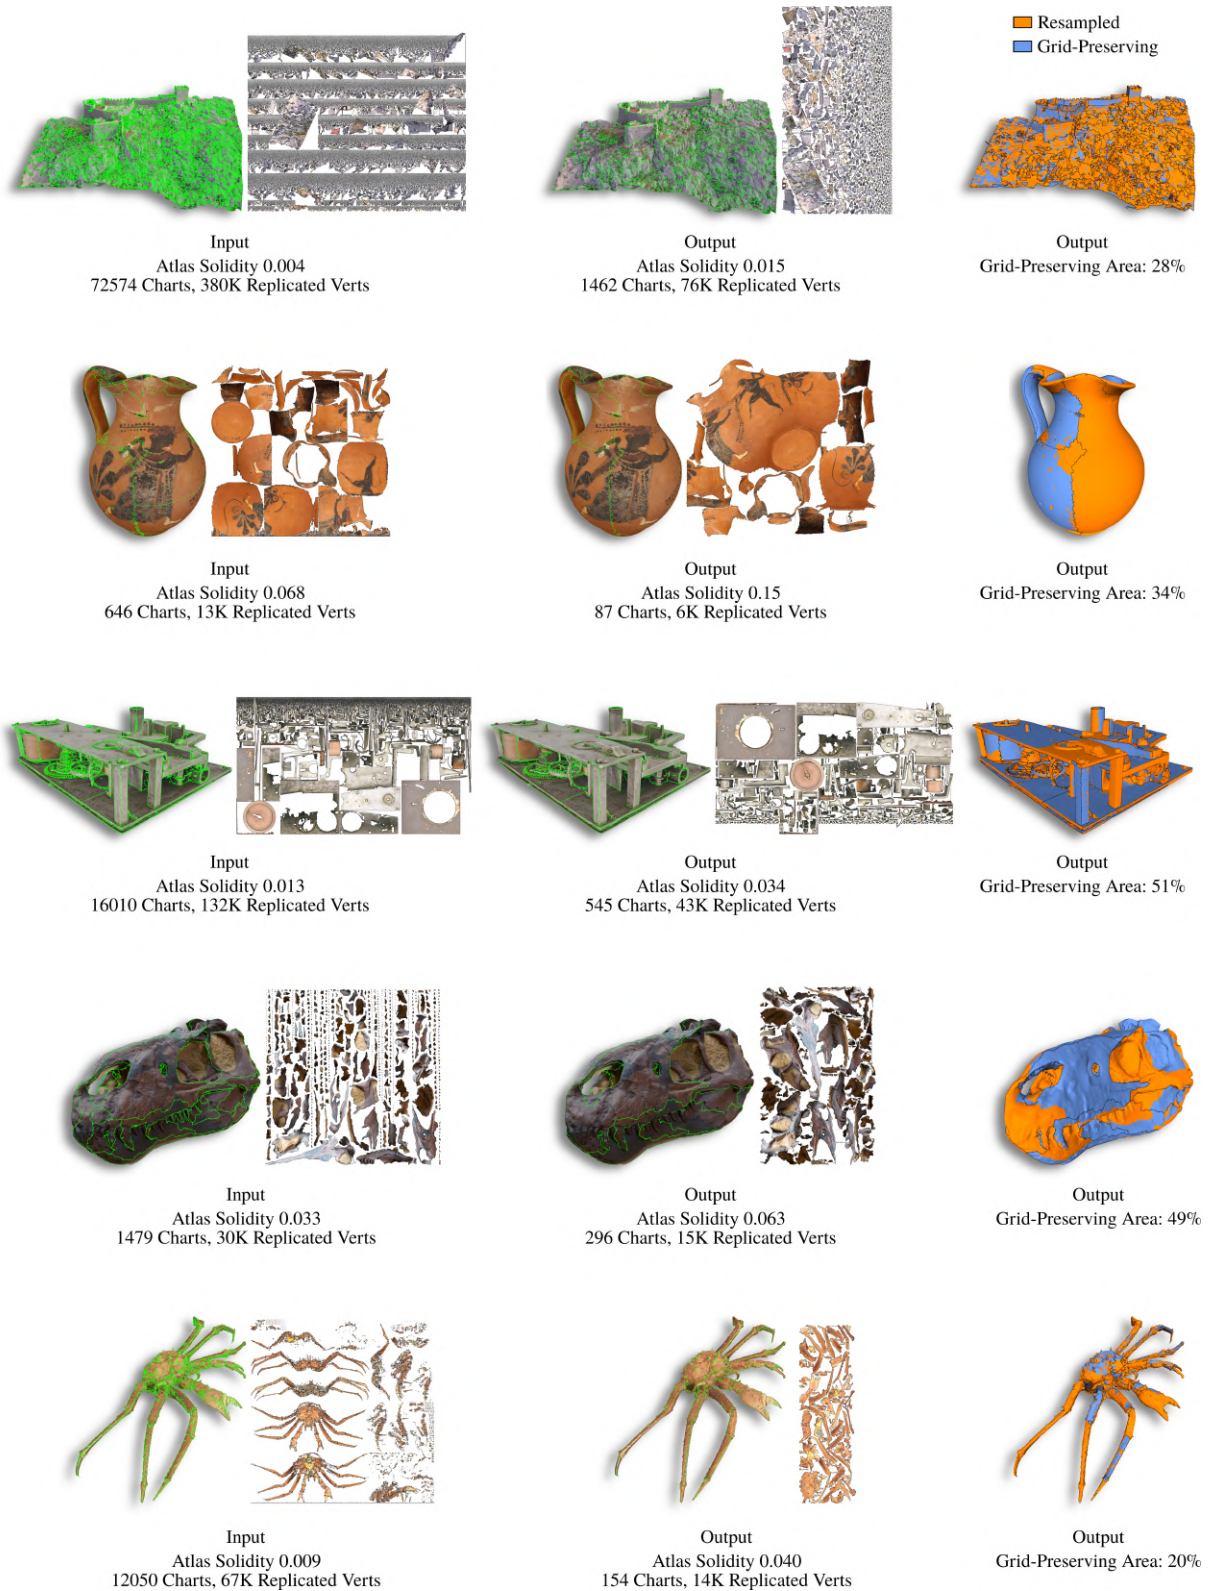 Resampled
Grid-Preserving
Input
Atlas Solidity 0.004
72574 Charts, 380K Replicated Verts
Output
Atlas Solidity 0.015
1462 Charts, 76K Replicated Verts
Output
Grid-Preserving Area: 28%
Input
Atlas Solidity 0.068
646 Charts, 13K Replicated Verts
Output
Atlas Solidity 0.15
87 Charts, 6K Replicated Verts
Output
Grid-Preserving Area: 34%
Input
Atlas Solidity 0.013
16010 Charts, 132K Replicated Verts
Output
Atlas Solidity 0.034
545 Charts, 43K Replicated Verts
Output
Grid-Preserving Area: 51%
Input
Atlas Solidity 0.033
1479 Charts, 30K Replicated Verts
Output
Atlas Solidity 0.063
296 Charts, 15K Replicated Verts
Output
Grid-Preserving Area: 49%
Input
Atlas Solidity 0.009
12050 Charts, 67K Replicated Verts
Output
Atlas Solidity 0.040
154 Charts, 14K Replicated Verts
Output
Grid-Preserving Area: 20%